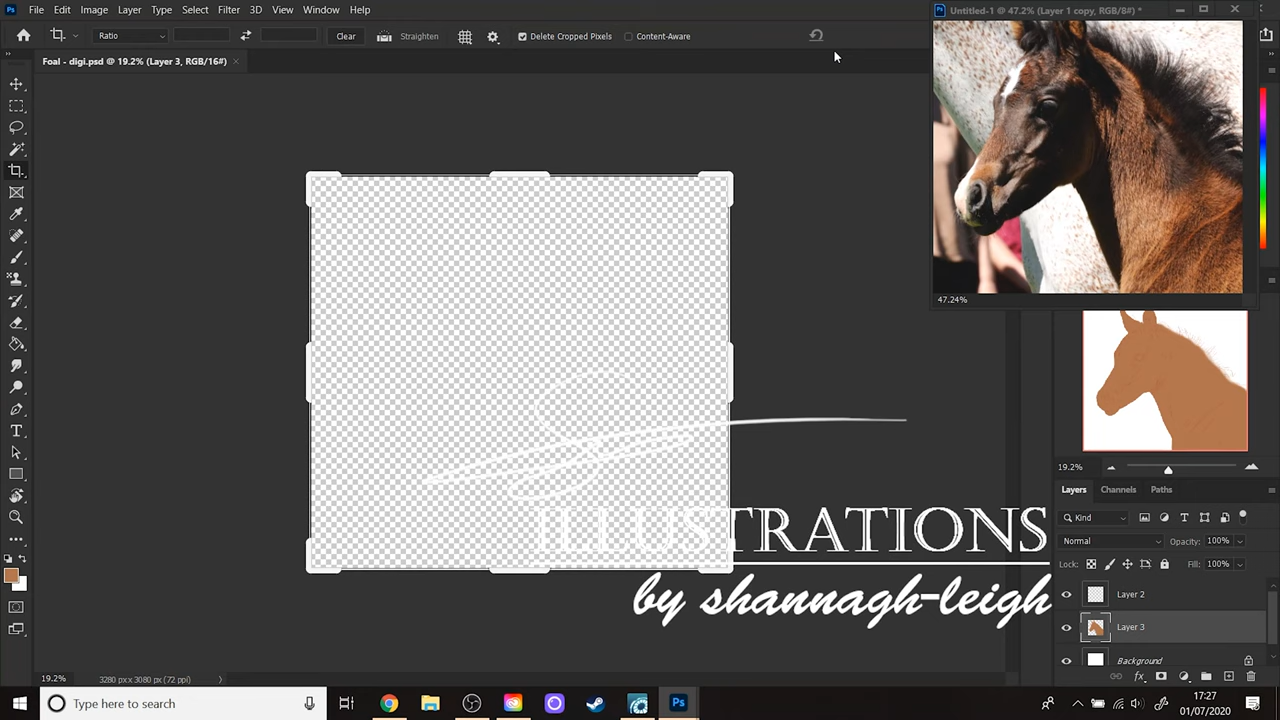 File Edit Image Layer Type Select Filter 3D View Window Help
Untitled-1 @ 47.2% (Layer 1 copy, RGB/8#) *
Ratio Clear Straighten Delete Cropped Pixels Content-Aware
Foal - digi.psd @ 19.2% (Layer 3, RGB/16#) ×
47.24%
19.2%
Layers Channels Paths
Kind
Normal Opacity: 100%
Lock: Fill: 100%
Layer 2
Layer 3
Background
ILLUSTRATIONS
by shannagh-leigh
19.2% 3280 px x 3080 px (72 ppi)
Type here to search
17:27
01/07/2020